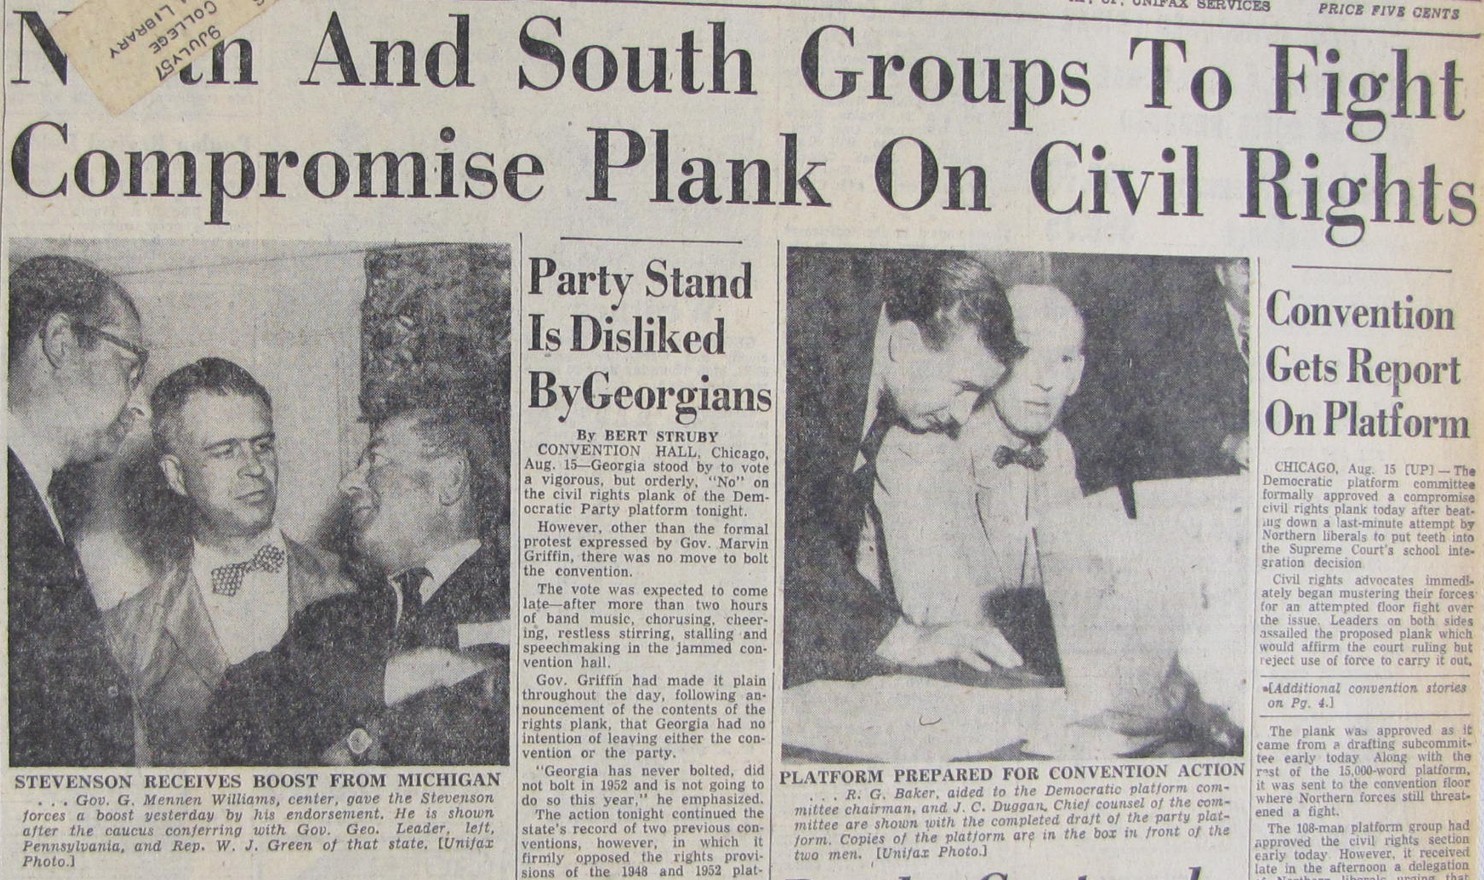 UNIFAX SERVICES
PRICE FIVE CENTS
9JULY57
COLLEGE
LIBRARY
And South Groups To Fight
Compromise Plank On Civil Rights
STEVENSON RECEIVES BOOST FROM MICHIGAN
. . . Gov. G. Mennen Williams, center, gave the Stevenson
forces a boost yesterday by his endorsement. He is shown
after the caucus conferring with Gov. Geo. Leader, left,
Pennsylvania, and Rep. W. J. Green of that state. [Unifax
Photo.]
Party Stand
Is Disliked
ByGeorgians
By BERT STRUBY
CONVENTION HALL, Chicago,
Aug. 15—Georgia stood by to vote
a vigorous, but orderly, "No" on
the civil rights plank of the Dem-
ocratic Party platform tonight.
However, other than the formal
protest expressed by Gov. Marvin
Griffin, there was no move to bolt
the convention.
The vote was expected to come
late—after more than two hours
of band music, chorusing, cheer-
ing, restless stirring, stalling and
speechmaking in the jammed con-
vention hall.
Gov. Griffin had made it plain
throughout the day, following an-
nouncement of the contents of the
rights plank, that Georgia had no
intention of leaving either the con-
vention or the party.
"Georgia has never bolted, did
not bolt in 1952 and is not going to
do so this year," he emphasized.
The action tonight continued the
state's record of two previous con-
ventions, however, in which it
firmly opposed the rights provi-
sions of the 1948 and 1952 plat-
PLATFORM PREPARED FOR CONVENTION ACTION
. . . R. G. Baker, aided to the Democratic platform com-
mittee chairman, and J. C. Duggan, Chief counsel of the com-
mittee are shown with the completed draft of the party plat-
form. Copies of the platform are in the box in front of the
two men. [Unifax Photo.]
Convention
Gets Report
On Platform
CHICAGO, Aug. 15 [UP] — The
Democratic platform committee
formally approved a compromise
civil rights plank today after beat-
ing down a last-minute attempt by
Northern liberals to put teeth into
the Supreme Court's school inte-
gration decision
Civil rights advocates immedi-
ately began mustering their forces
for an attempted floor fight over
the issue. Leaders on both sides
assailed the proposed plank which
would affirm the court ruling but
reject use of force to carry it out.
[Additional convention stories
on Pg. 4.]
The plank was approved as it
came from a drafting subcommit-
tee early today. Along with the
rest of the 15,000-word platform,
it was sent to the convention floor
where Northern forces still threat-
ened a fight.
The 108-man platform group had
approved the civil rights section
early today. However, it received
late in the afternoon a delegation
of Northern liberals urging that